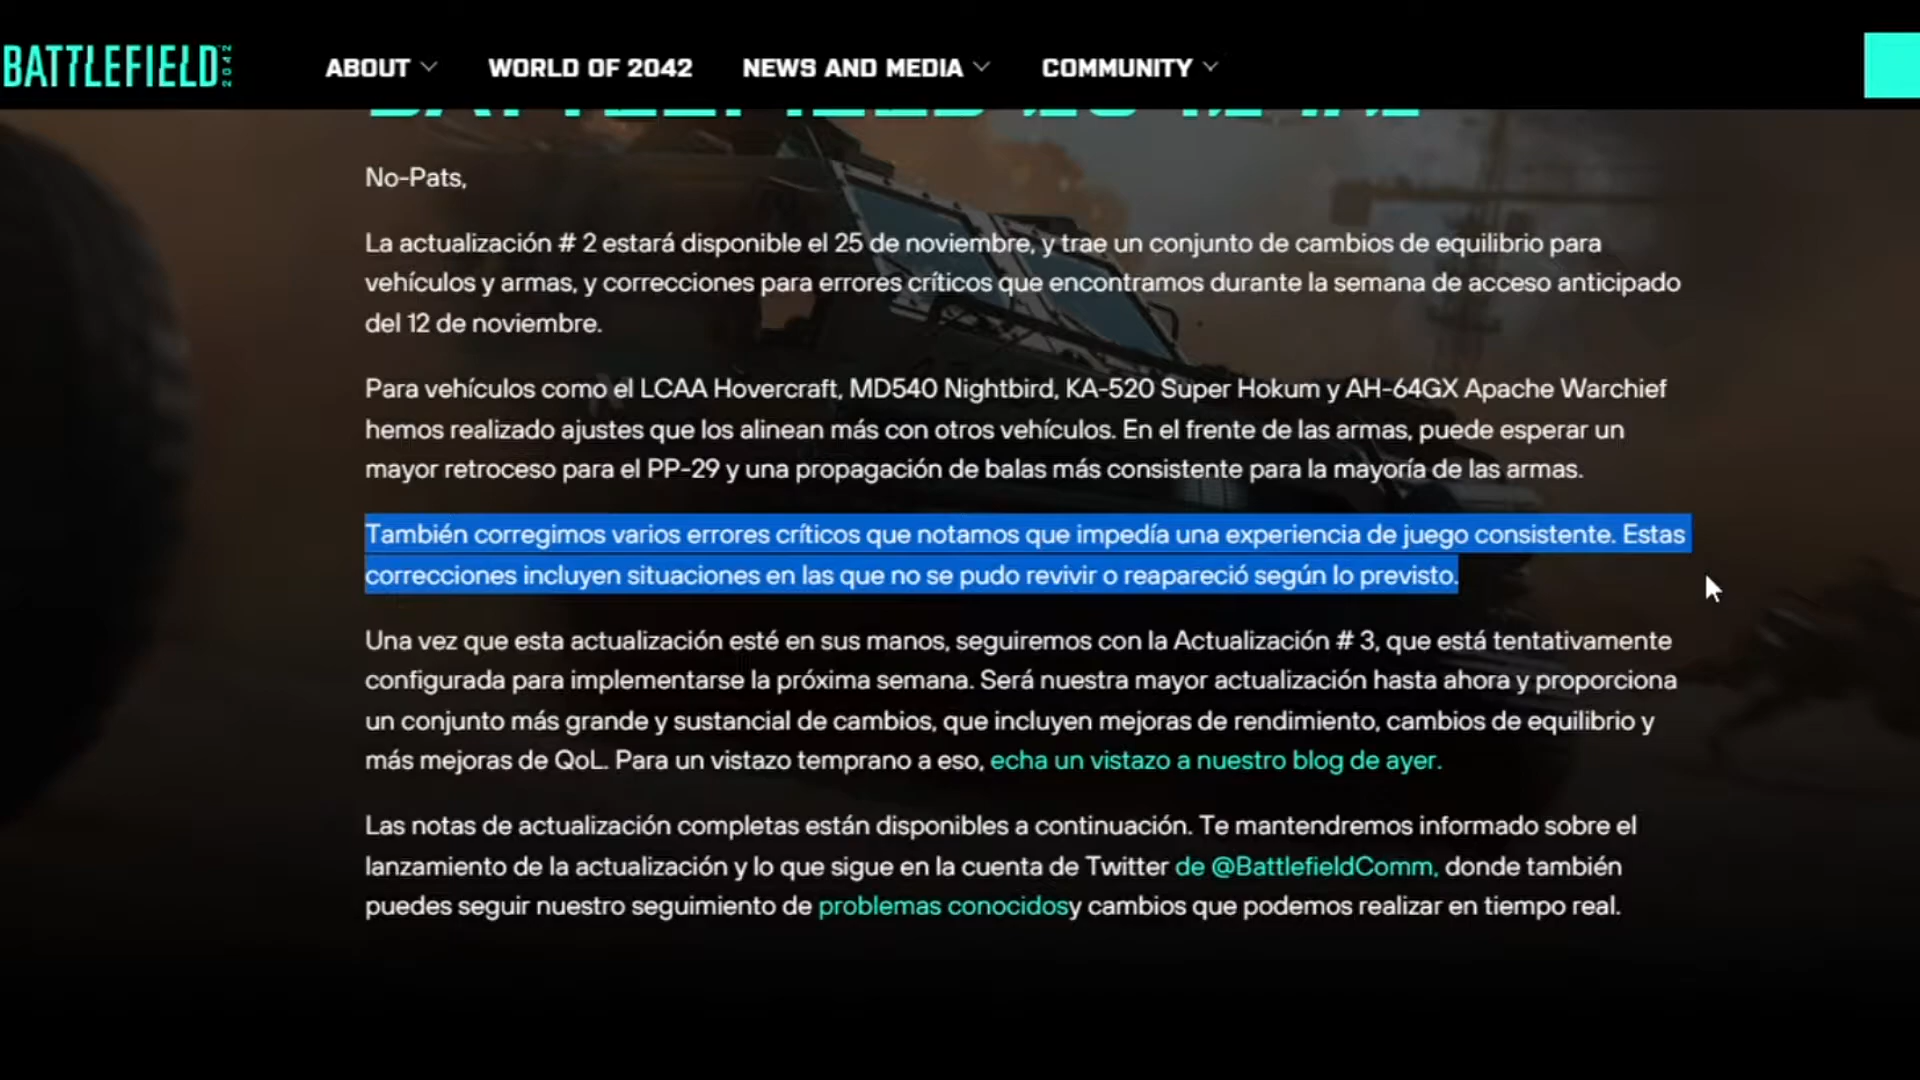 BATTLEFIELD 2042
ABOUT
WORLD OF 2042
NEWS AND MEDIA
COMMUNITY
No-Pats,
La actualización # 2 estará disponible el 25 de noviembre, y trae un conjunto de cambios de equilibrio para
vehículos y armas, y correcciones para errores críticos que encontramos durante la semana de acceso anticipado
del 12 de noviembre.
Para vehículos como el LCAA Hovercraft, MD540 Nightbird, KA-520 Super Hokum y AH-64GX Apache Warchief
hemos realizado ajustes que los alinean más con otros vehículos. En el frente de las armas, puede esperar un
mayor retroceso para el PP-29 y una propagación de balas más consistente para la mayoría de las armas.
También corregimos varios errores críticos que notamos que impedía una experiencia de juego consistente. Estas
correcciones incluyen situaciones en las que no se pudo revivir o reapareció según lo previsto.
Una vez que esta actualización esté en sus manos, seguiremos con la Actualización # 3, que está tentativamente
configurada para implementarse la próxima semana. Será nuestra mayor actualización hasta ahora y proporciona
un conjunto más grande y sustancial de cambios, que incluyen mejoras de rendimiento, cambios de equilibrio y
más mejoras de QoL. Para un vistazo temprano a eso, echa un vistazo a nuestro blog de ayer.
Las notas de actualización completas están disponibles a continuación. Te mantendremos informado sobre el
lanzamiento de la actualización y lo que sigue en la cuenta de Twitter de @BattlefieldComm, donde también
puedes seguir nuestro seguimiento de problemas conocidosy cambios que podemos realizar en tiempo real.